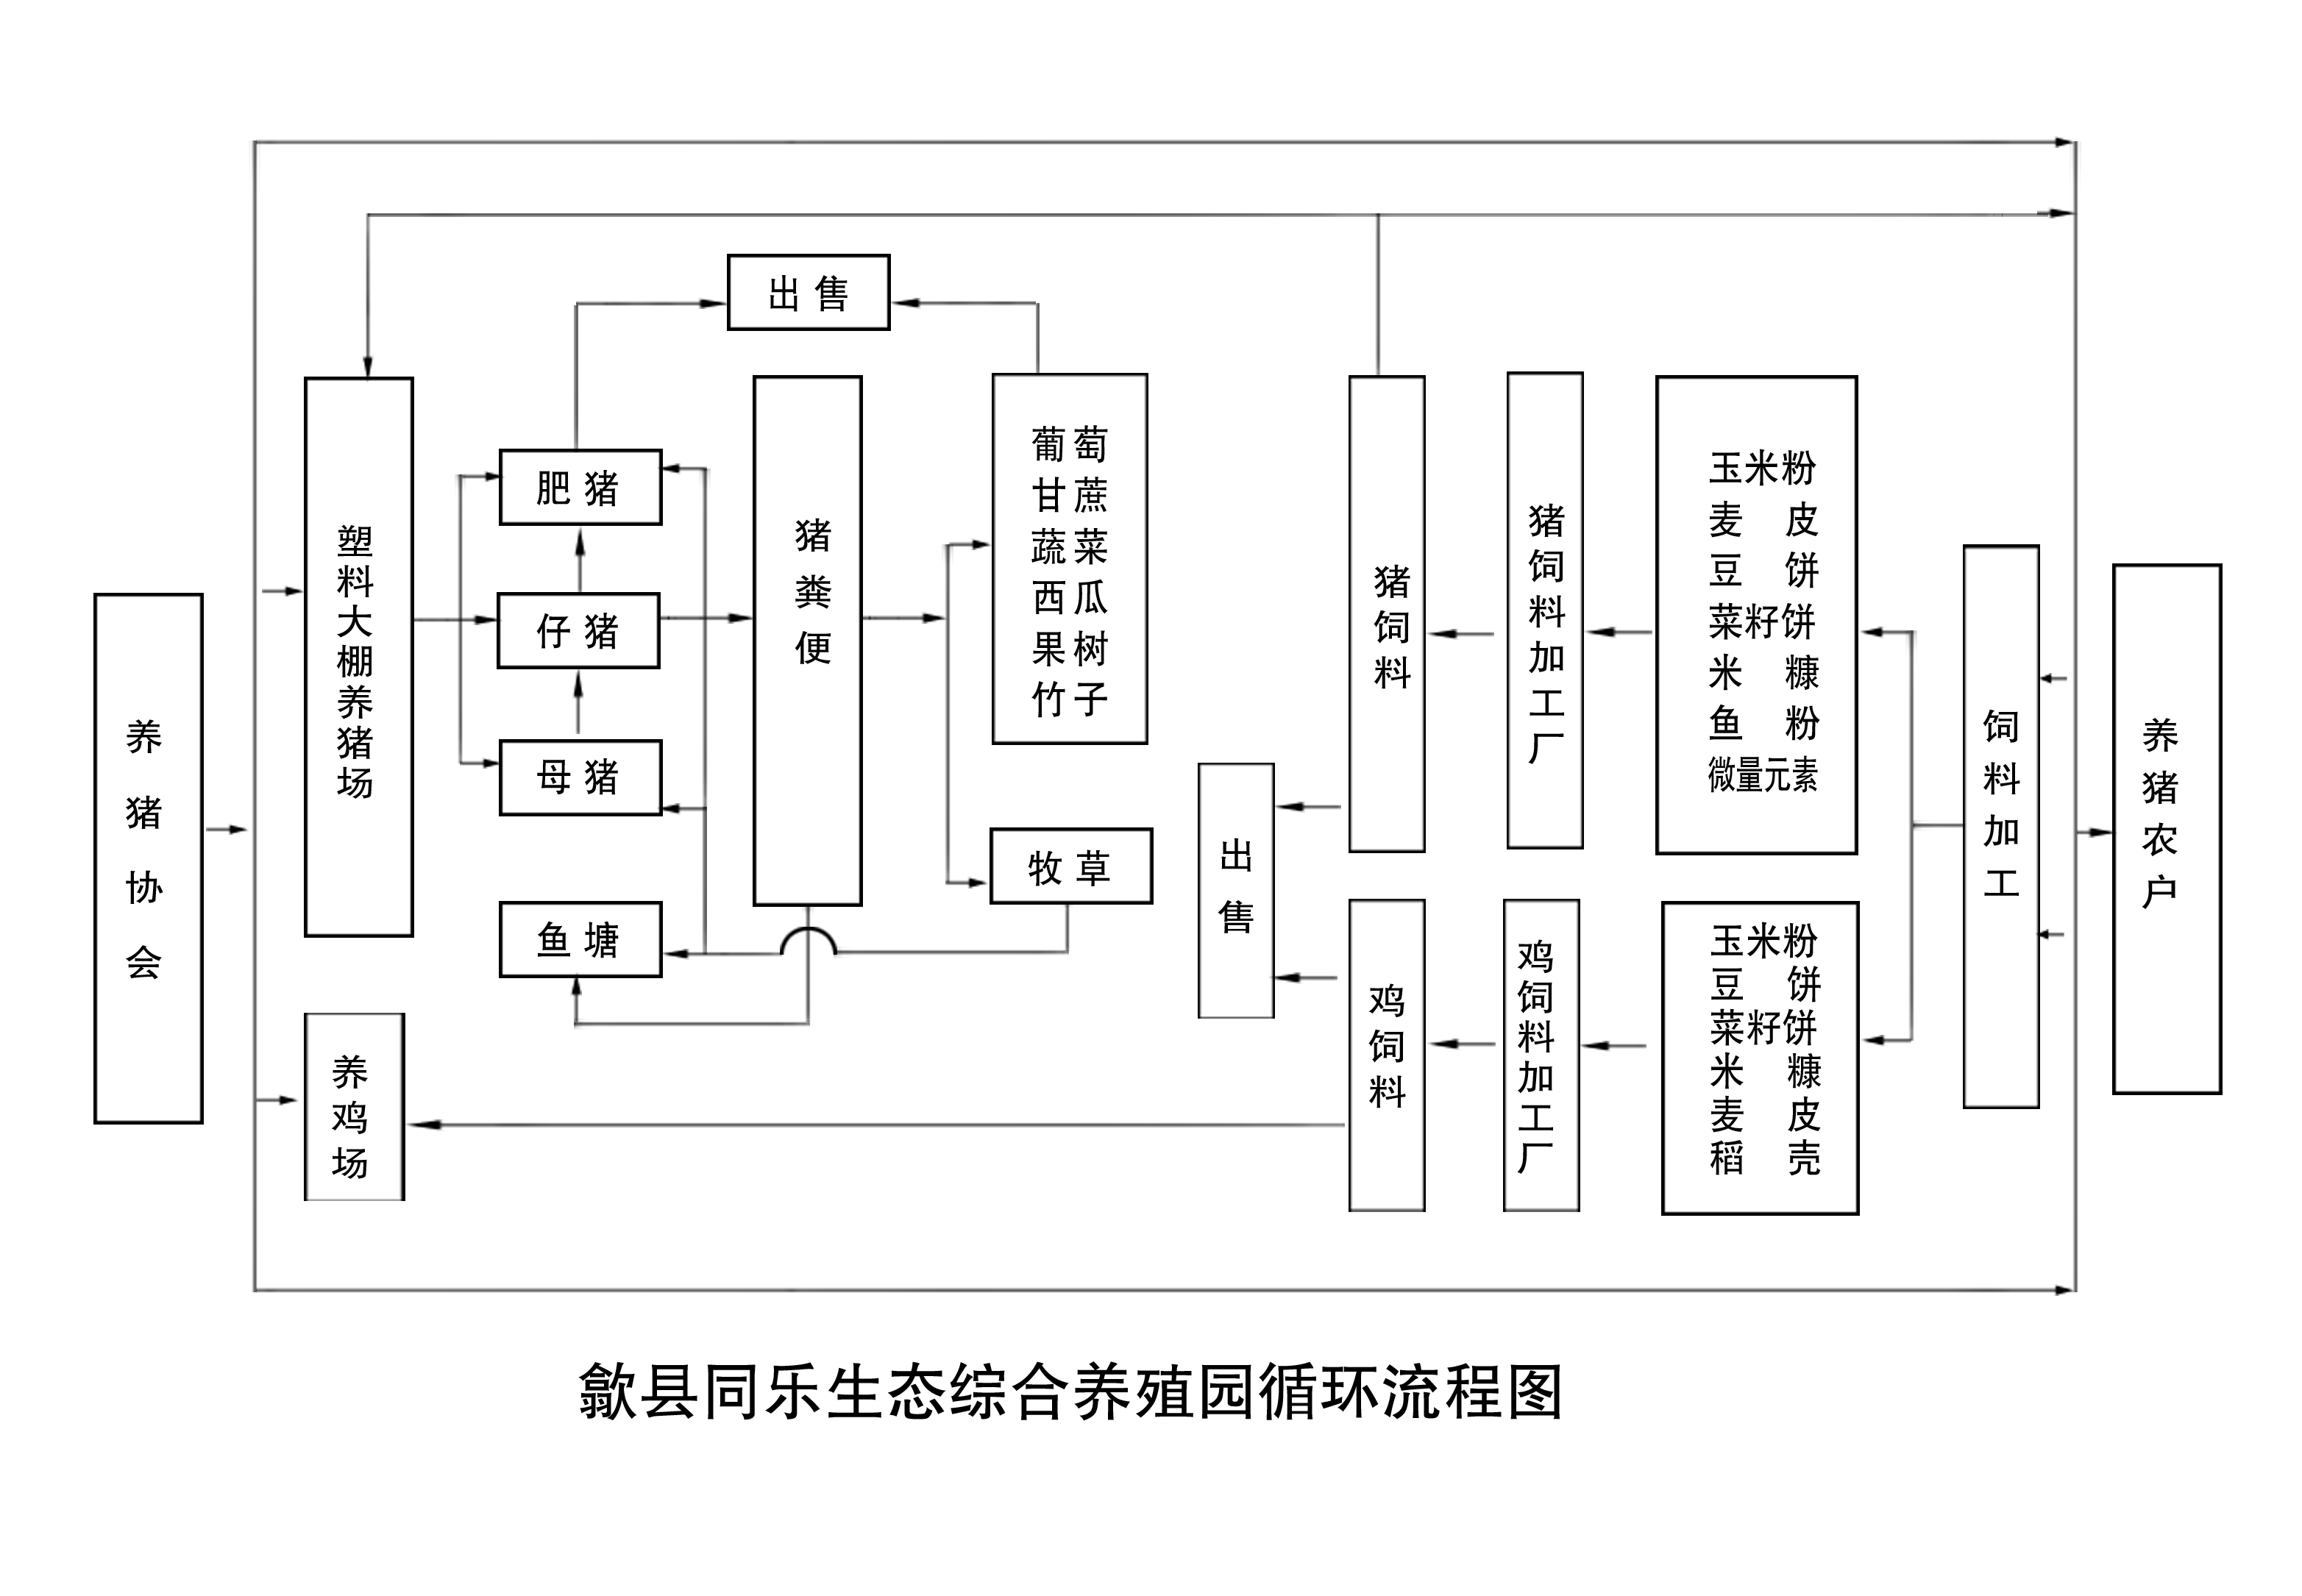 出售
养猪协会
塑料大棚养猪场
养鸡场
肥猪
仔猪
母猪
鱼塘
猪粪便
葡萄
甘蔗
蔬菜
西瓜
果树
竹子
牧草
出售
猪饲料
鸡饲料
猪饲料加工厂
鸡饲料加工厂
玉米粉
麦皮
豆饼
菜籽饼
米糠
鱼粉
微量元素
玉米粉
豆饼
菜籽饼
米糠
麦皮
稻壳
饲料加工
养猪农户
歙县同乐生态综合养殖园循环流程图